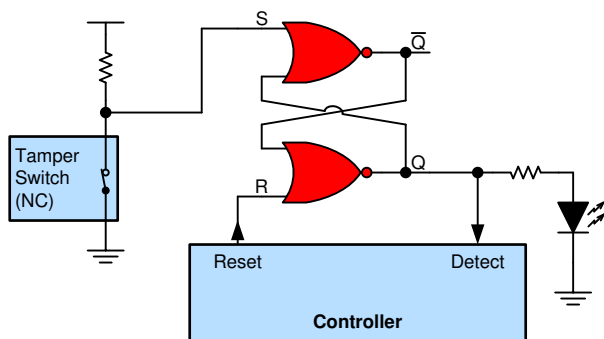 S
Q̅
Tamper
Switch
(NC)
Q
R
Reset
Detect
Controller